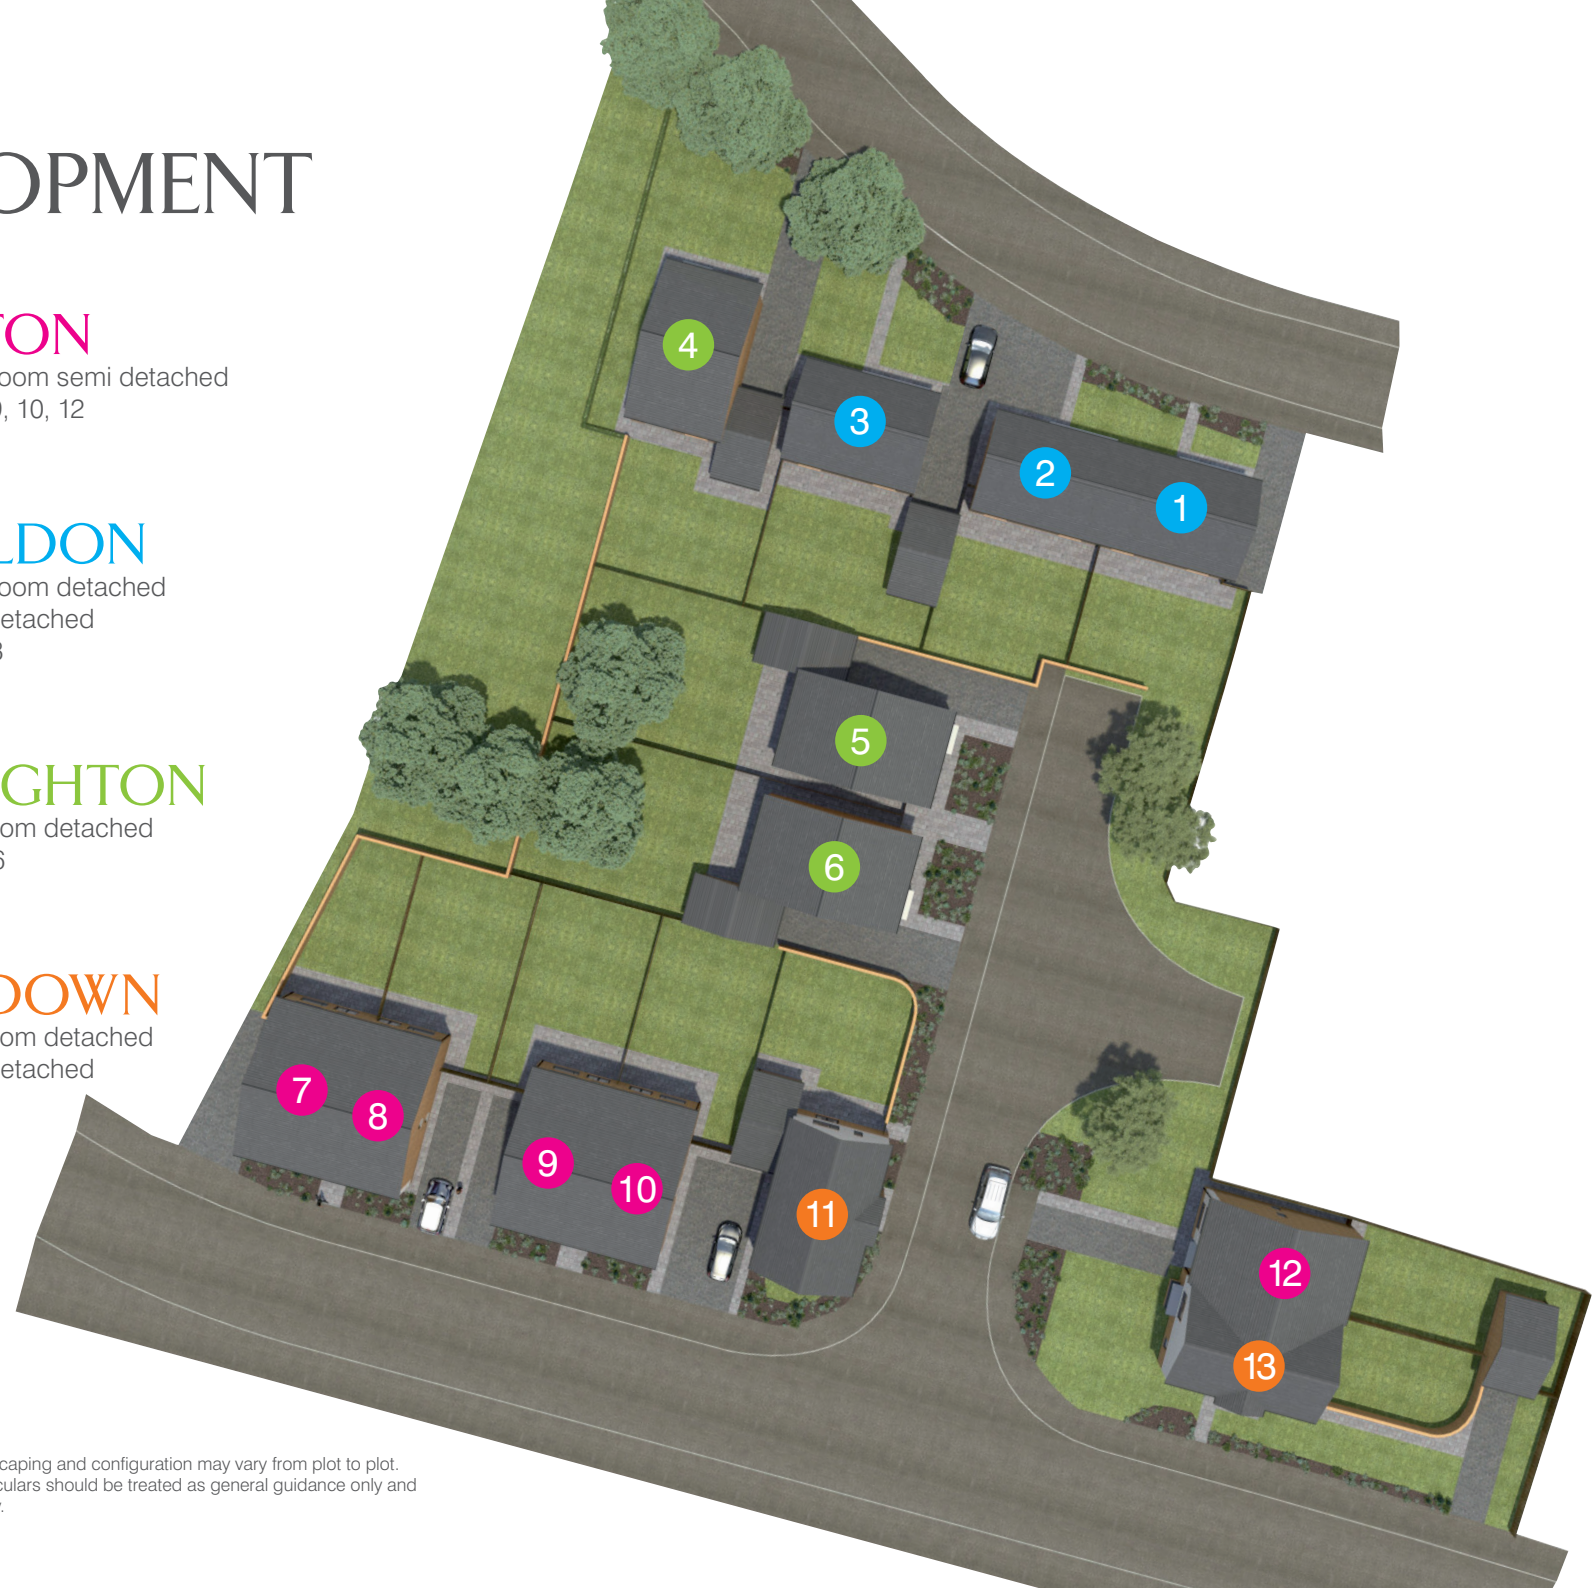 OPMENT
TON
oom semi detached
, 10, 12
LDON
oom detached
etached
GHTON
om detached
DOWN
om detached
etached
caping and configuration may vary from plot to plot.
culars should be treated as general guidance only and
4
3
2
1
5
6
7
8
9
10
11
12
13